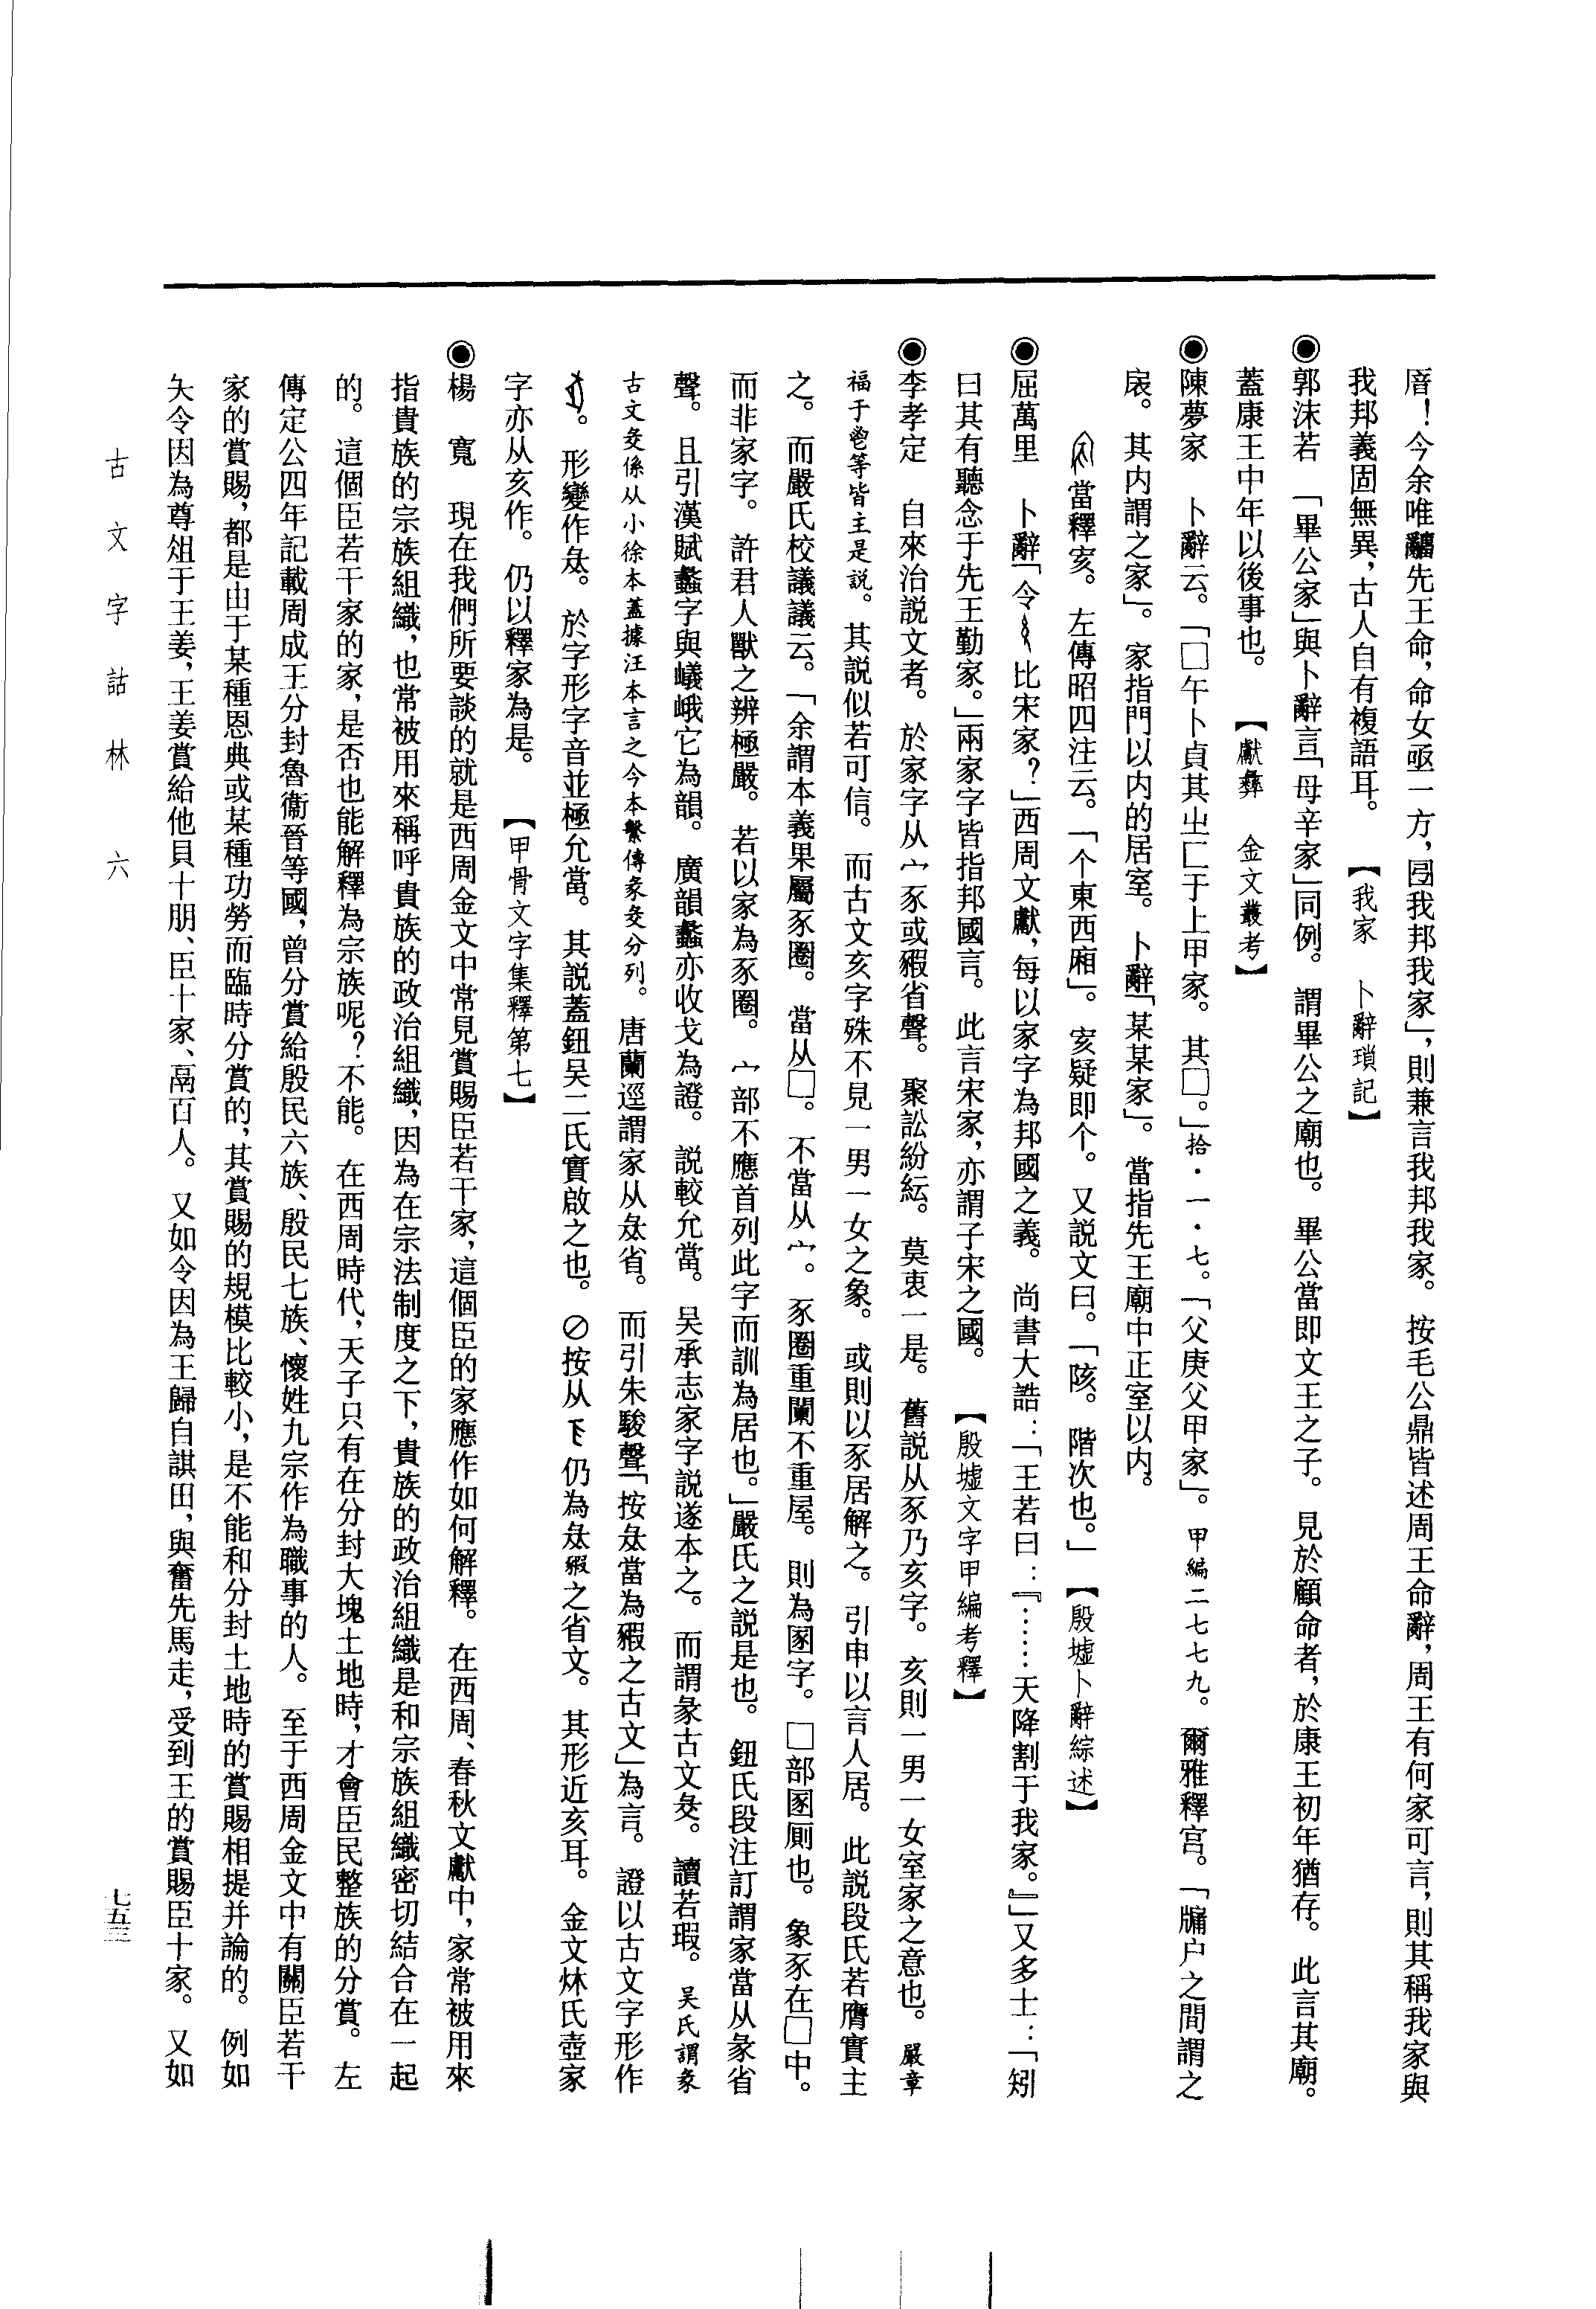 厝！今余唯先王命，命女亟一方，我邦我家」，則兼言我邦我家。按毛公鼎皆述周王命辭，周王有何家可言，則其稱我家與
我邦義固無異，古人自有複語耳。【我家　卜辭瑣記】
◉郭沫若　「畢公家」與卜辭言「母辛家」同例。謂畢公之廟也。畢公當即文王之子。見於顧命者，於康王初年猶存。此言其廟。
蓋康王中年以後事也。【獻彝　金文叢考】
◉陳夢家　卜辭云。「□午卜貞其㞢匚于上甲家。其□。」拾·一·七。「父庚父甲家」。甲編二七七九。爾雅釋宫。「牖户之間謂之
扆。其内謂之家」。家指門以内的居室。卜辭「某某家」。當指先王廟中正室以内。
當釋㝐。左傳昭四注云。「个東西廂」。㝐疑即个。又説文曰。「陔。階次也。」【殷墟卜辭綜述】
◉屈萬里　卜辭「令比宋家？」西周文獻，每以家字為邦國之義。尚書大誥：「王若曰：『……天降割于我家。』」又多士：「矧
曰其有聽念于先王勤家。」兩家字皆指邦國言。此言宋家，亦謂子宋之國。【殷墟文字甲編考釋】
◉李孝定　自來治説文者。於家字从宀豕或豭省聲。聚訟紛紜。莫衷一是。舊説从豕乃亥字。亥則一男一女室家之意也。嚴章
福于鬯等皆主是説。其説似若可信。而古文亥字殊不見一男一女之象。或則以豕居解之。引申以言人居。此説段氏若膺實主
之。而嚴氏校議議云。「余謂本義果屬豕圈。當从囗。不當从宀。豕圈重闌不重屋。則為圂字。囗部圂厠也。象豕在囗中。
而非家字。許君人獸之辨極嚴。若以家為豕圈。宀部不應首列此字而訓為居也。」嚴氏之説是也。鈕氏段注訂謂家當从彖省
聲。且引漢賦蠡字與蟻峨它為韻。廣韻蠡亦收戈為證。説較允當。吴承志家字説遂本之。而謂彖古文㕠。讀若瑕。吴氏謂彖
古文㕠係从小徐本蓋據汪本言之今本繫傳彖㕠分列。唐蘭逕謂家从㕠省。而引朱駿聲「按㕠當為豭之古文」為言。證以古文字形作
。形變作㕠。於字形字音並極允當。其説蓋鈕吴二氏實啟之也。⊘按从仍為㕠豭之省文。其形近亥耳。金文㳄氏壺家
字亦从亥作。仍以釋家為是。【甲骨文字集釋第七】
◉楊　寬　現在我們所要談的就是西周金文中常見賞賜臣若干家，這個臣的家應作如何解釋。在西周、春秋文獻中，家常被用來
指貴族的宗族組織，也常被用來稱呼貴族的政治組織，因為在宗法制度之下，貴族的政治組織是和宗族組織密切結合在一起
的。這個臣若干家的家，是否也能解釋為宗族呢？不能。在西周時代，天子只有在分封大塊土地時，才會臣民整族的分賞。左
傳定公四年記載周成王分封魯衛晉等國，曾分賞給殷民六族、殷民七族、懷姓九宗作為職事的人。至于西周金文中有關臣若干
家的賞賜，都是由于某種恩典或某種功勞而臨時分賞的，其賞賜的規模比較小，是不能和分封土地時的賞賜相提并論的。例如
夨令因為尊俎于王姜，王姜賞給他貝十朋、臣十家、鬲百人。又如令因為王歸自諆田，與奮先馬走，受到王的賞賜臣十家。又如
古文字詁林　六
七五三